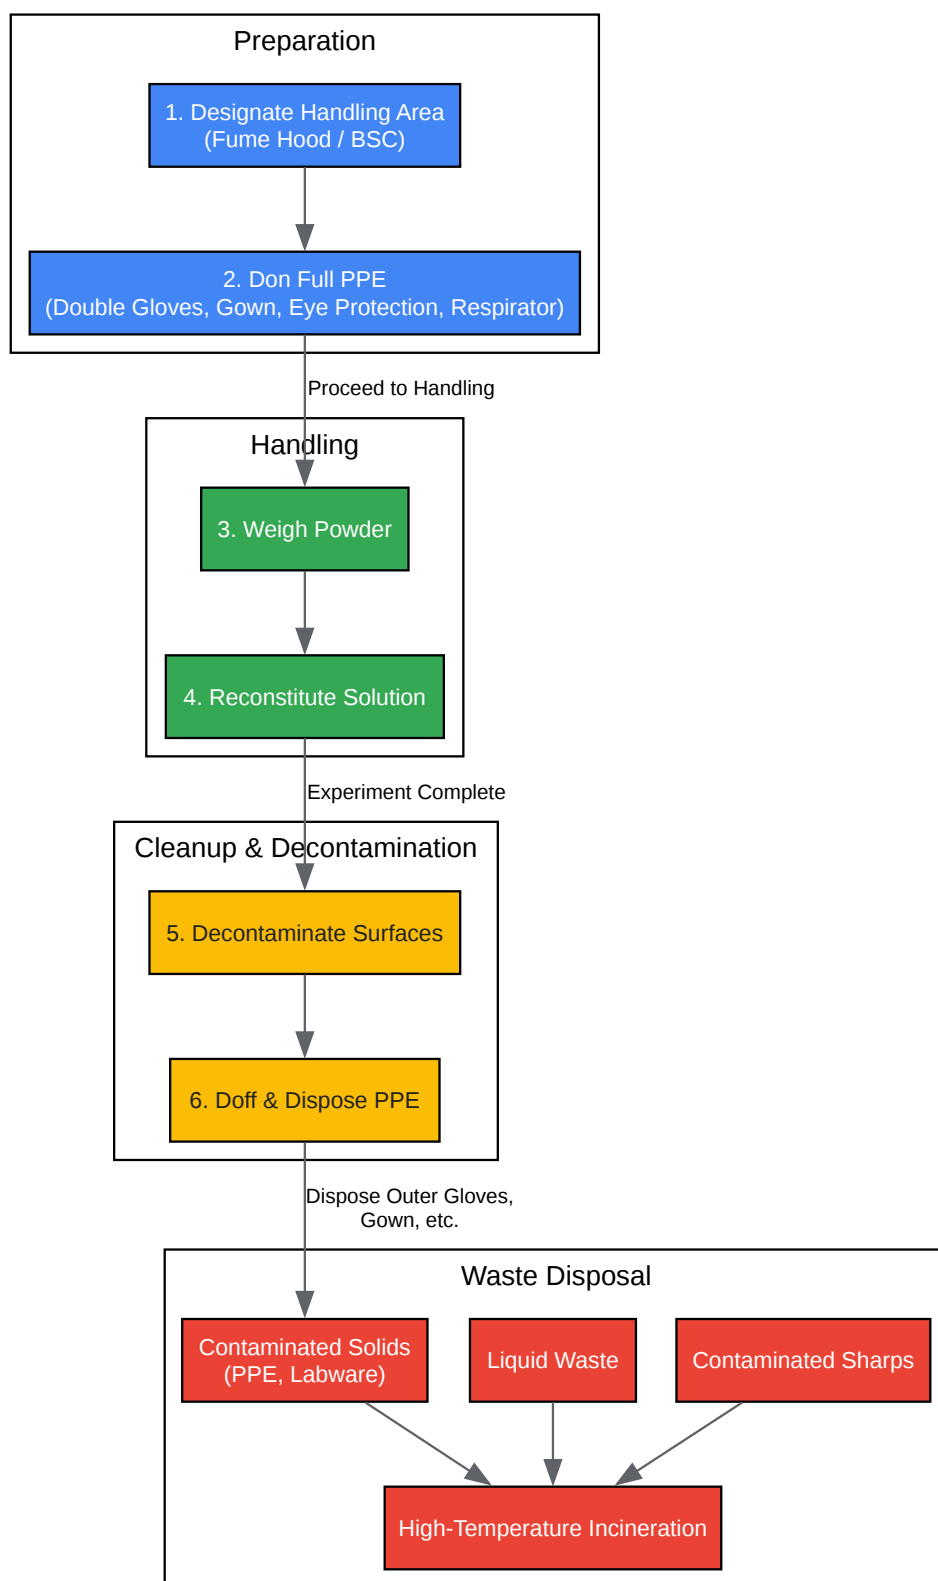 Preparation
1. Designate Handling Area
(Fume Hood / BSC)
2. Don Full PPE
(Double Gloves, Gown, Eye Protection, Respirator)
Proceed to Handling
Handling
3. Weigh Powder
4. Reconstitute Solution
Experiment Complete
Cleanup & Decontamination
5. Decontaminate Surfaces
6. Doff & Dispose PPE
Dispose Outer Gloves,
Gown, etc.
Waste Disposal
Contaminated Solids
(PPE, Labware)
Liquid Waste
Contaminated Sharps
High-Temperature Incineration